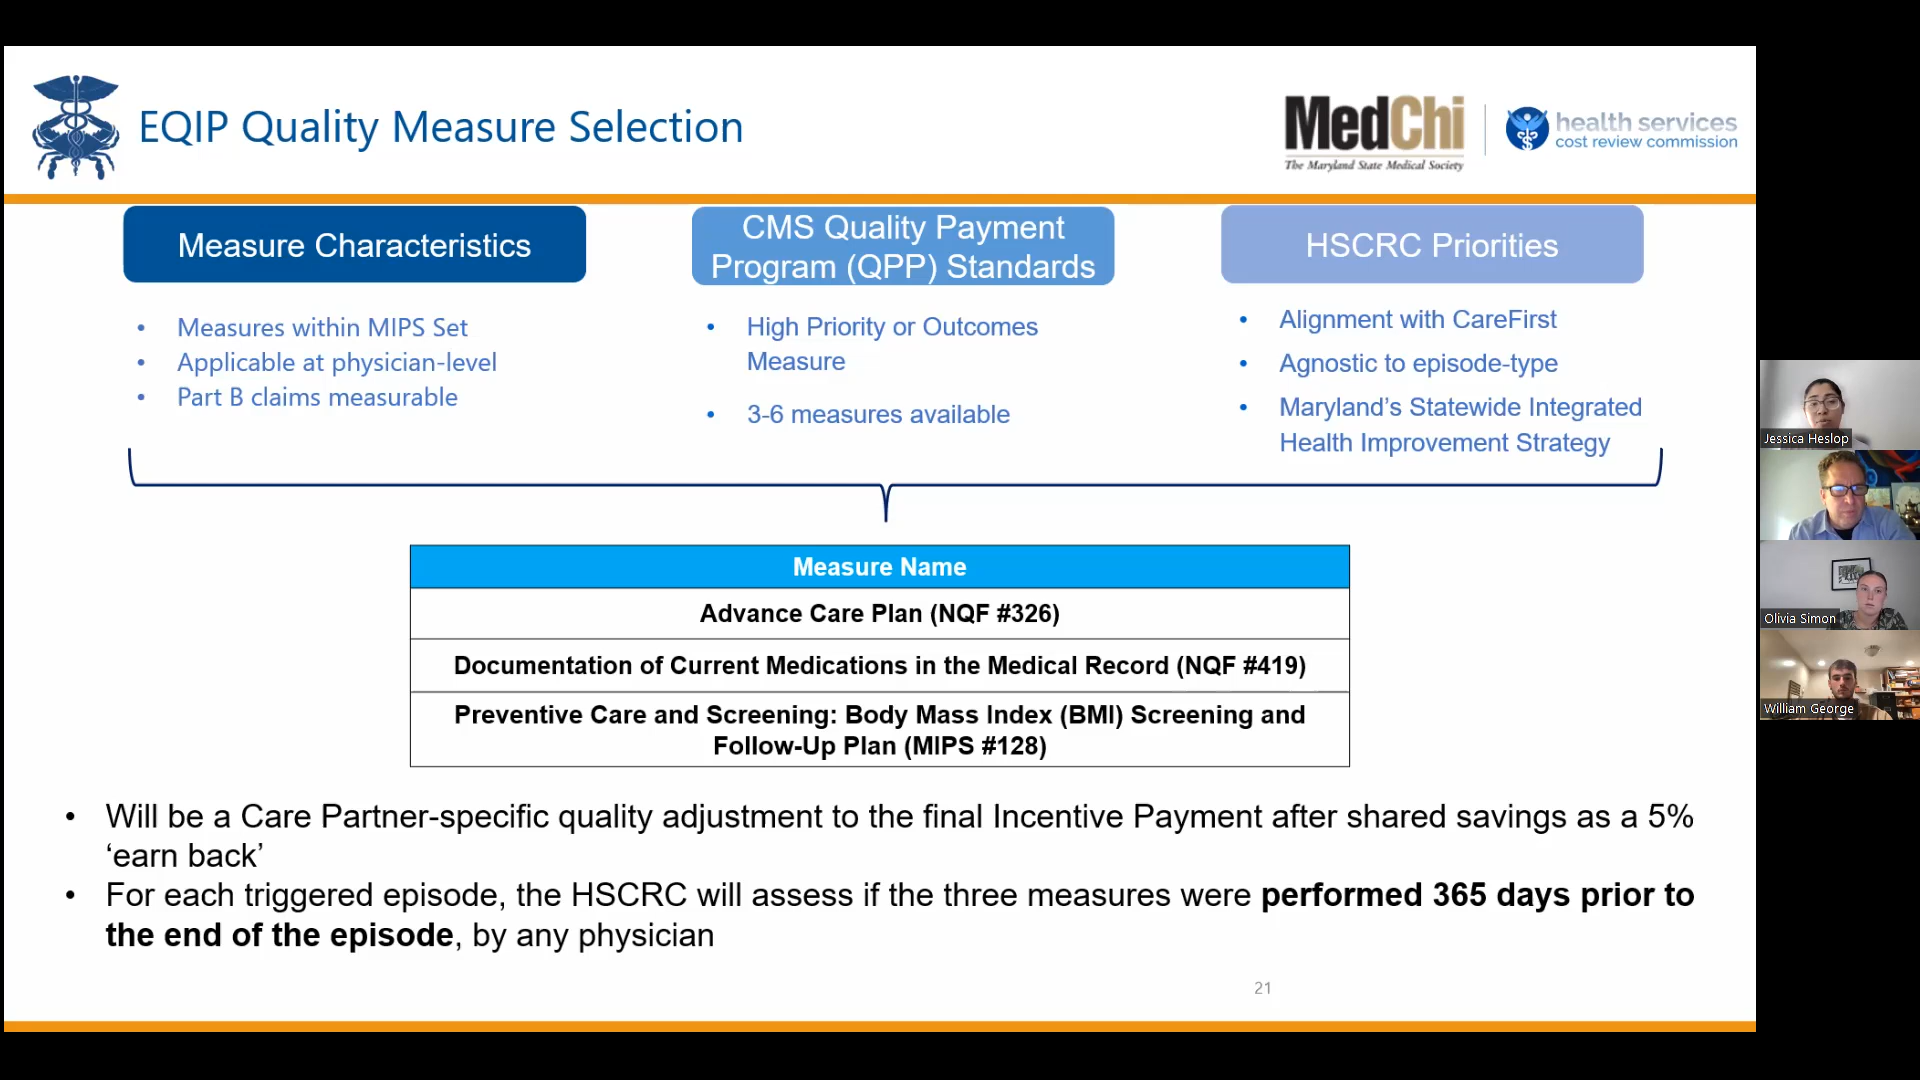 EQIP Quality Measure Selection
MedChi
The Maryland State Medical Society
health services
cost review commission
Measure Characteristics
• Measures within MIPS Set
• Applicable at physician-level
• Part B claims measurable
CMS Quality Payment
Program (QPP) Standards
• High Priority or Outcomes
Measure
• 3-6 measures available
HSCRC Priorities
• Alignment with CareFirst
• Agnostic to episode-type
• Maryland’s Statewide Integrated
Health Improvement Strategy
Measure Name
Advance Care Plan (NQF #326)
Documentation of Current Medications in the Medical Record (NQF #419)
Preventive Care and Screening: Body Mass Index (BMI) Screening and
Follow-Up Plan (MIPS #128)
• Will be a Care Partner-specific quality adjustment to the final Incentive Payment after shared savings as a 5%
‘earn back’
• For each triggered episode, the HSCRC will assess if the three measures were performed 365 days prior to
the end of the episode, by any physician
21
Jessica Heslop
Olivia Simon
William George